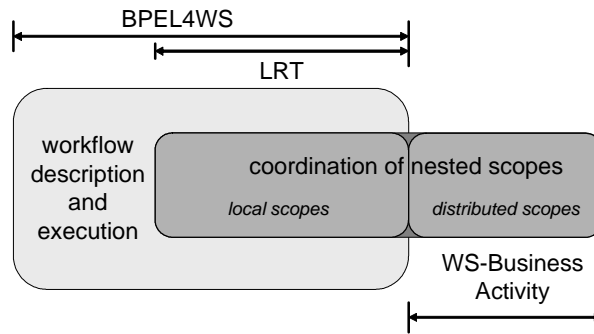 BPEL4WS
LRT
workflow
description
and
execution
coordination of nested scopes
local scopes
distributed scopes
WS-Business
Activity